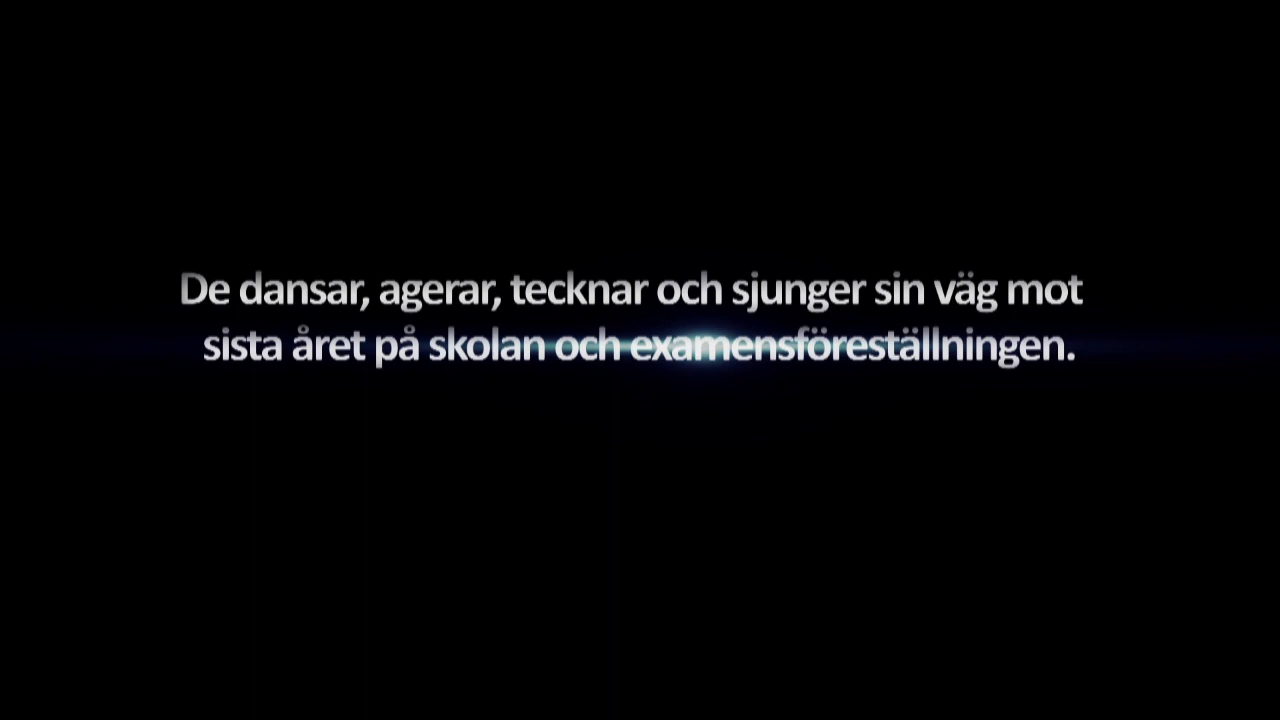 De dansar, agerar, tecknar och sjunger sin väg mot
sista året på skolan och examensföreställningen.